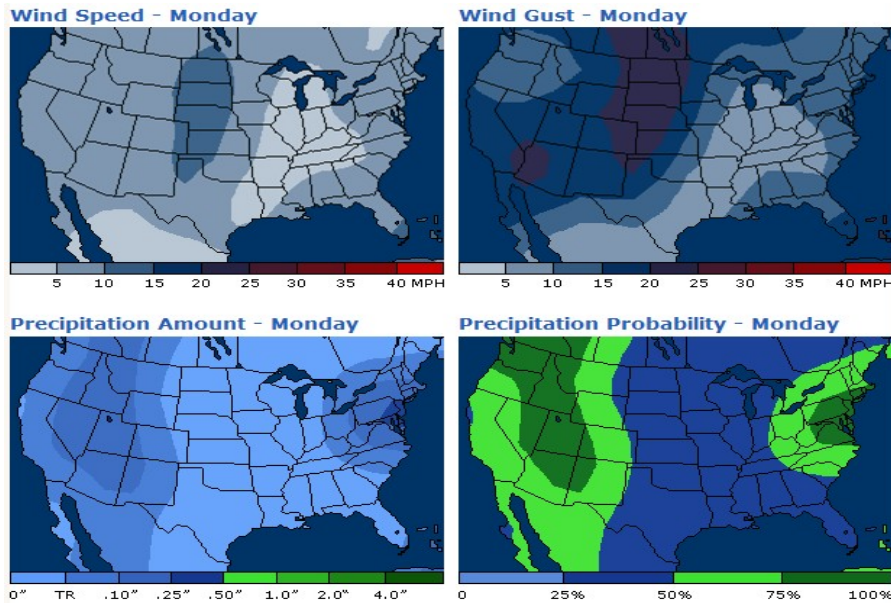 Wind Speed - Monday
Wind Gust - Monday
5 10 15 20 25 30 35 40 MPH
5 10 15 20 25 30 35 40 MPH
Precipitation Amount - Monday
Precipitation Probability - Monday
0" TR .10" .25" .50" 1.0" 2.0" 4.0"
0 25% 50% 75% 100%